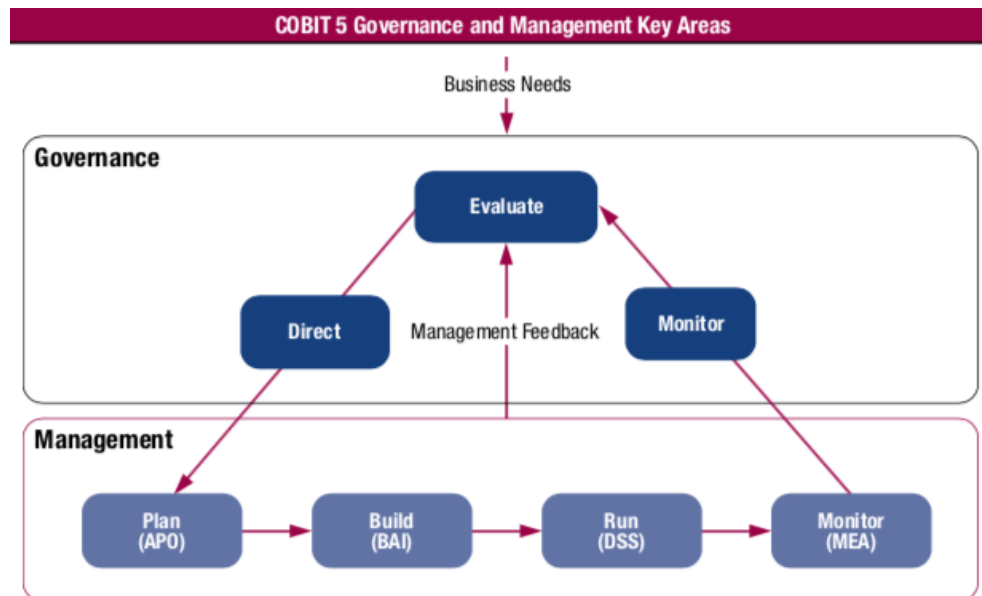 COBIT 5 Governance and Management Key Areas
Business Needs
Governance
Evaluate
Direct
Management Feedback
Monitor
Management
Plan
(APO)
Build
(BAI)
Run
(DSS)
Monitor
(MEA)